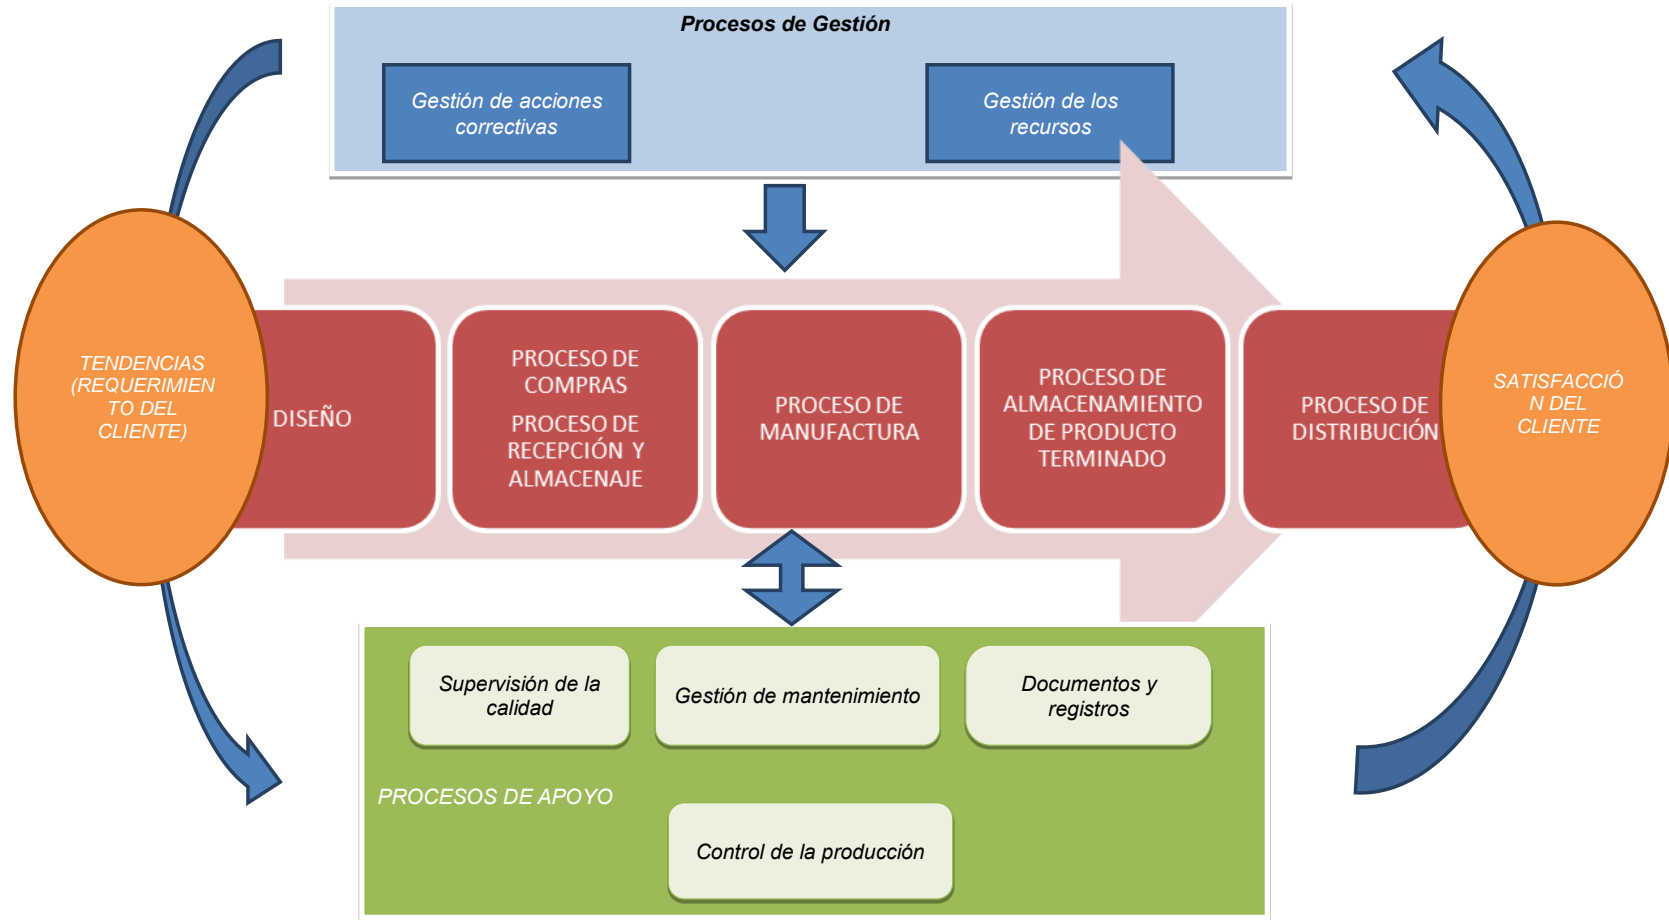 Procesos de Gestión
Gestión de acciones
correctivas
Gestión de los
recursos
TENDENCIAS
(REQUERIMIEN
TO DEL
CLIENTE)
DISEÑO
PROCESO DE
COMPRAS
PROCESO DE
RECEPCIÓN Y
ALMACENAJE
PROCESO DE
MANUFACTURA
PROCESO DE
ALMACENAMIENTO
DE PRODUCTO
TERMINADO
PROCESO DE
DISTRIBUCIÓN
SATISFACCIÓ
N DEL
CLIENTE
Supervisión de la
calidad
Gestión de mantenimiento
Documentos y
registros
PROCESOS DE APOYO
Control de la producción